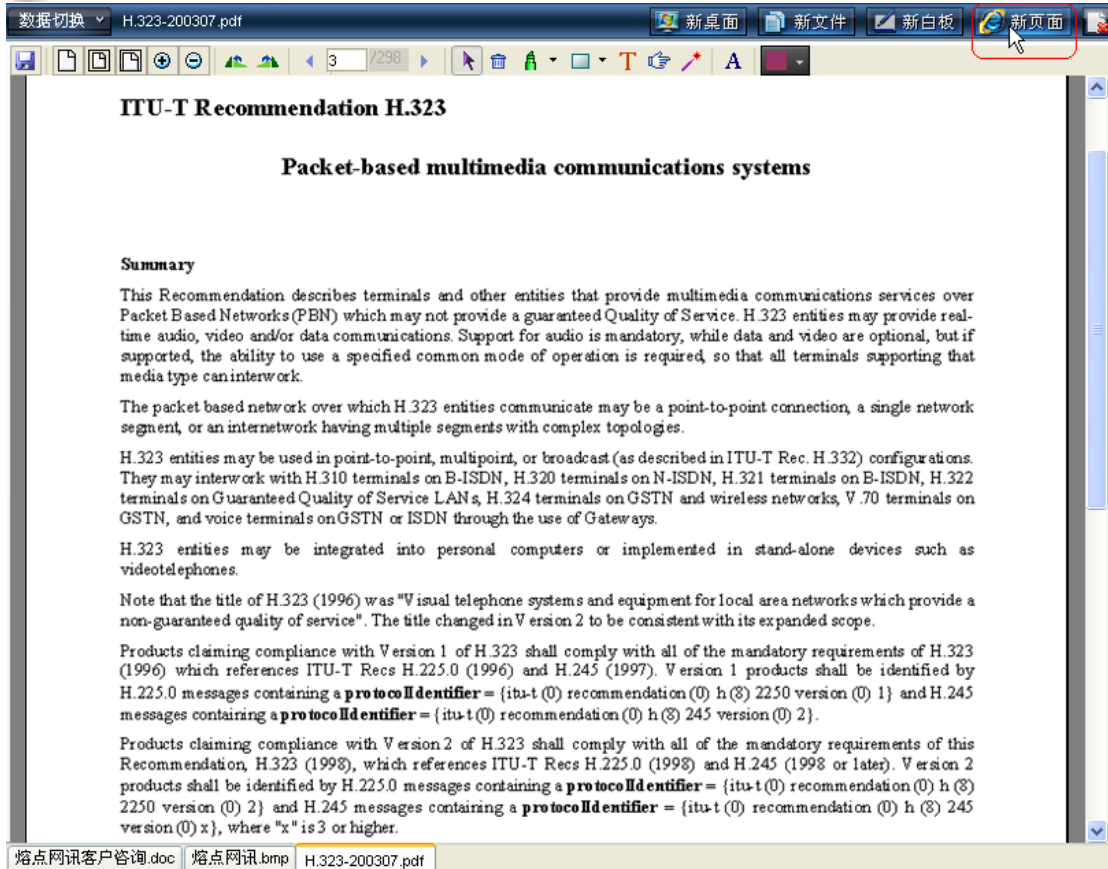 数据切换 H.323-200307.pdf 新桌面 新文件 新白板 新页面
3 /298 T A
ITU-T Recommendation H.323
Packet-based multimedia communications systems
Summary
This Recommendation describes terminals and other entities that provide multimedia communications services over
Packet Based Networks (PBN) which may not provide a guaranteed Quality of Service. H.323 entities may provide real-
time audio, video and/or data communications. Support for audio is mandatory, while data and video are optional, but if
supported, the ability to use a specified common mode of operation is required, so that all terminals supporting that
media type can interwork.
The packet based network over which H.323 entities communicate may be a point-to-point connection, a single network
segment, or an internetwork having multiple segments with complex topologies.
H.323 entities may be used in point-to-point, multipoint, or broadcast (as described in ITU-T Rec. H.332) configurations.
They may interwork with H.310 terminals on B-ISDN, H.320 terminals on N-ISDN, H.321 terminals on B-ISDN, H.322
terminals on Guaranteed Quality of Service LANs, H.324 terminals on GSTN and wireless networks, V.70 terminals on
GSTN, and voice terminals on GSTN or ISDN through the use of Gateways.
H.323 entities may be integrated into personal computers or implemented in stand-alone devices such as
videotelephones.
Note that the title of H.323 (1996) was "Visual telephone systems and equipment for local area networks which provide a
non-guaranteed quality of service". The title changed in Version 2 to be consistent with its expanded scope.
Products claiming compliance with Version 1 of H.323 shall comply with all of the mandatory requirements of H.323
(1996) which references ITU-T Recs H.225.0 (1996) and H.245 (1997). Version 1 products shall be identified by
H.225.0 messages containing a protocolIdentifier = {itu-t (0) recommendation (0) h (8) 2250 version (0) 1} and H.245
messages containing a protocolIdentifier = {itu-t (0) recommendation (0) h (8) 245 version (0) 2}.
Products claiming compliance with Version 2 of H.323 shall comply with all of the mandatory requirements of this
Recommendation, H.323 (1998), which references ITU-T Recs H.225.0 (1998) and H.245 (1998 or later). Version 2
products shall be identified by H.225.0 messages containing a protocolIdentifier = {itu-t (0) recommendation (0) h (8)
2250 version (0) 2} and H.245 messages containing a protocolIdentifier = {itu-t (0) recommendation (0) h (8) 245
version (0) x}, where "x" is 3 or higher.
熔点网讯客户咨询.doc 熔点网讯.bmp H.323-200307.pdf